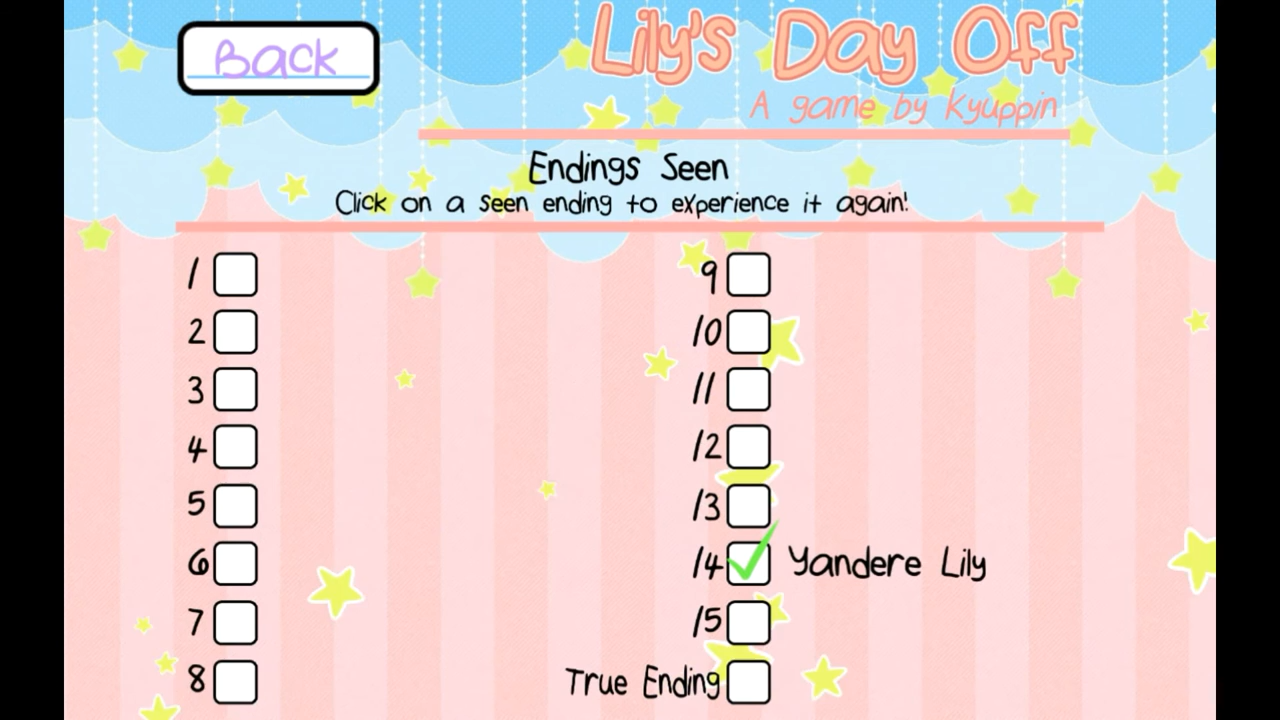 Back
Lily's Day Off
A game by Kyuppin
Endings Seen
Click on a seen ending to experience it again!
1
2
3
4
5
6
7
8
9
10
11
12
13
14 Yandere Lily
15
True Ending